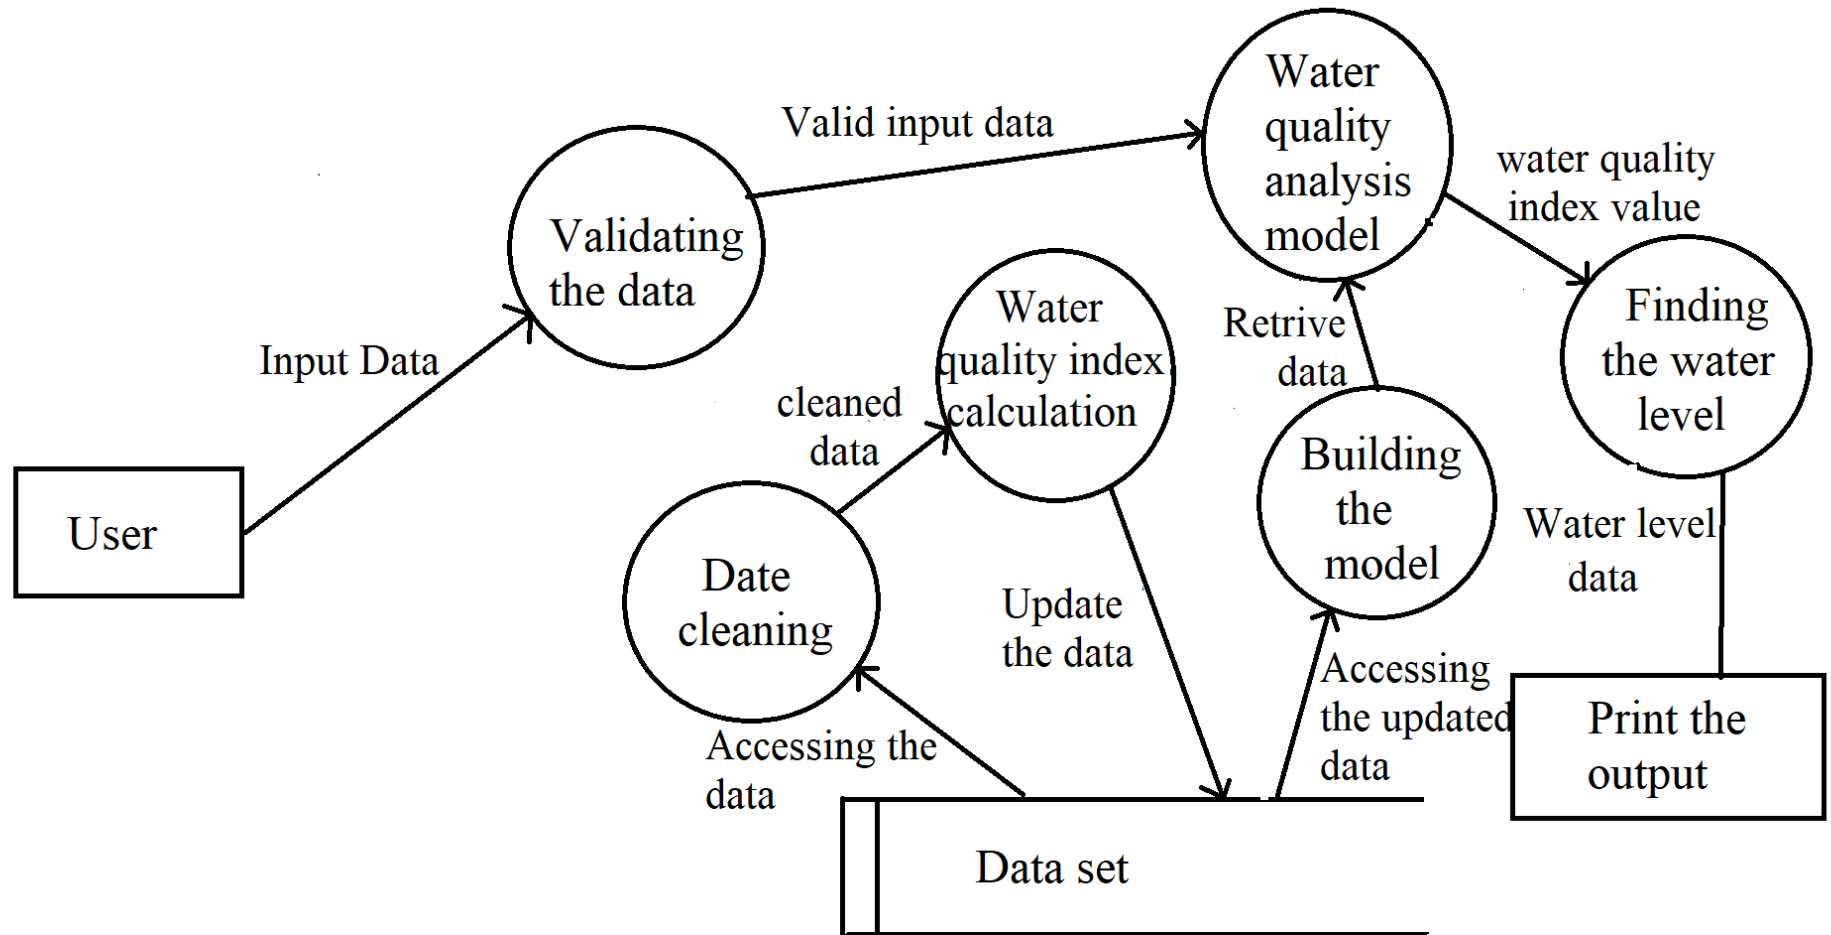 Water
quality
analysis
model
Valid input data
water quality
index value
Validating
the data
Water
quality index
calculation
Retrive
data
Finding
the water
level
Input Data
cleaned
data
Building
the
model
User
Water level
data
Date
cleaning
Update
the data
Accessing
the updated
data
Print the
output
Accessing the
data
Data set